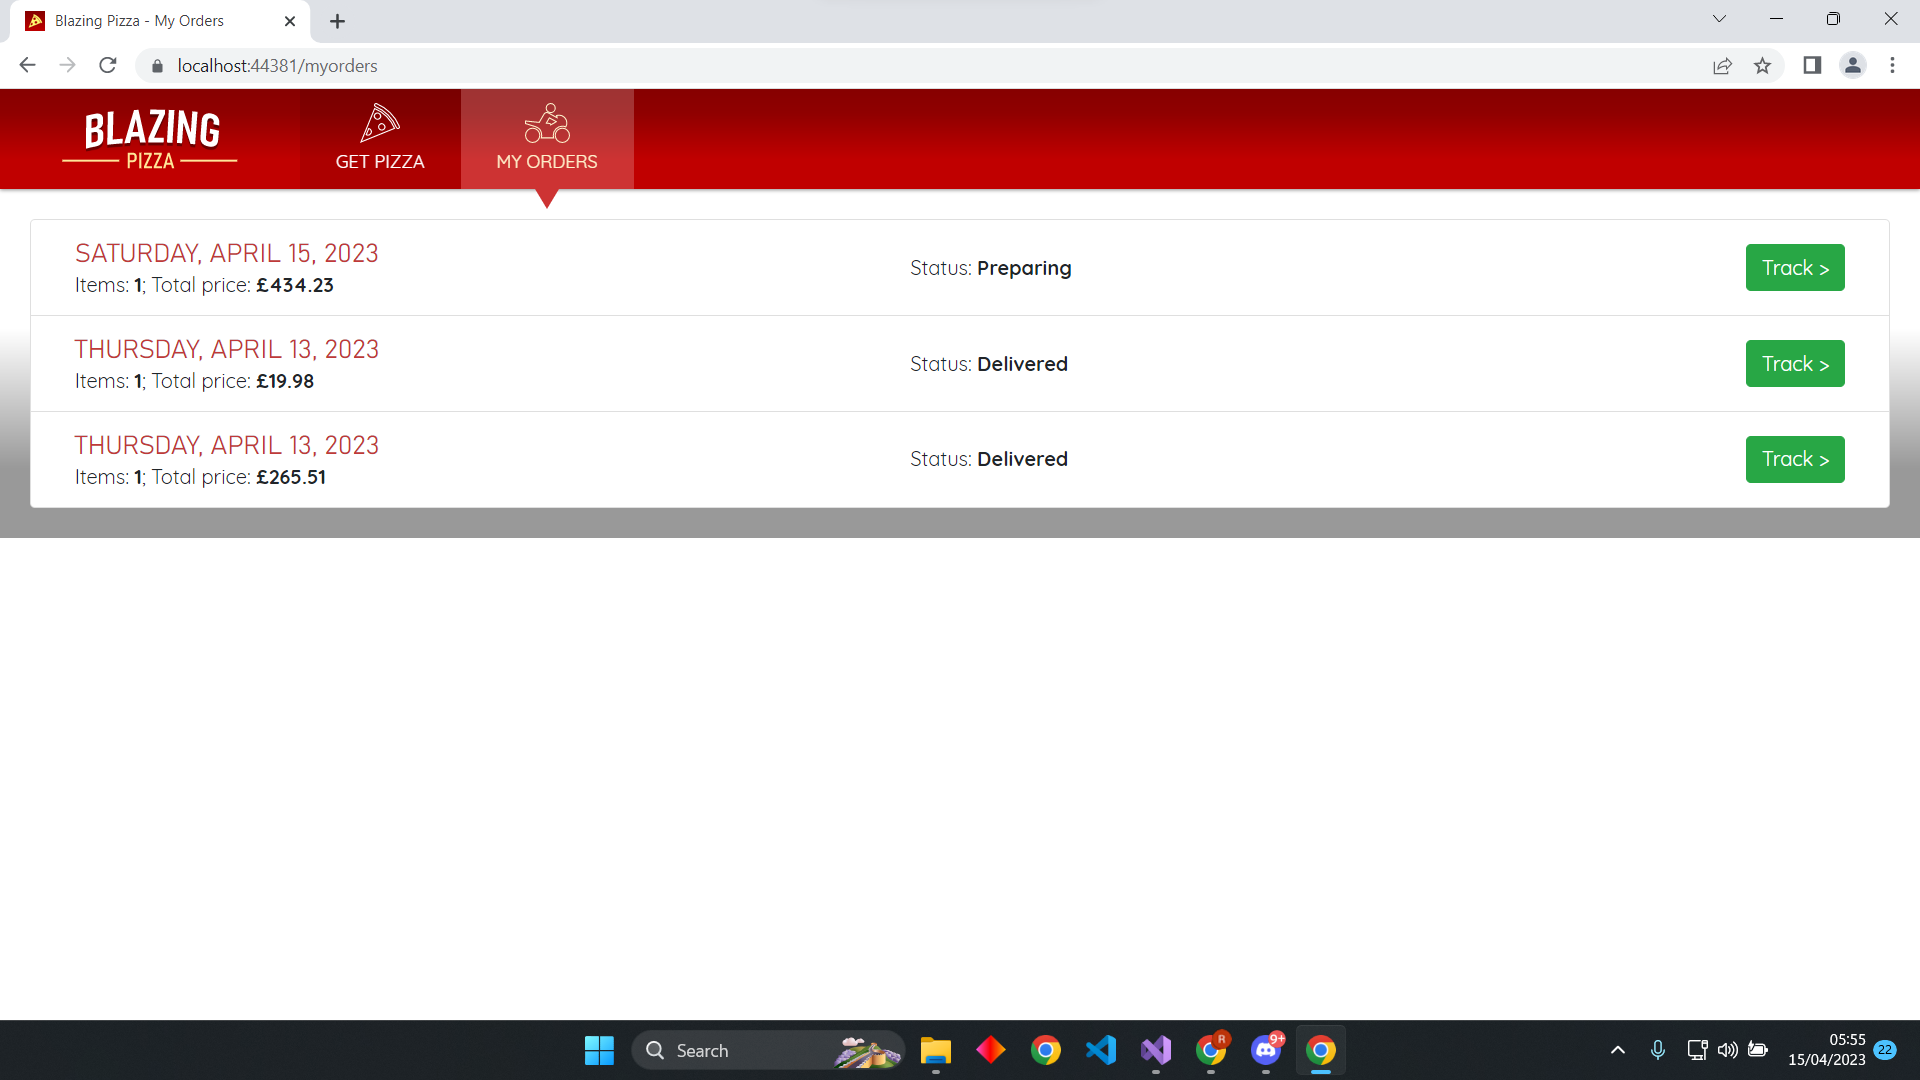 Blazing Pizza - My Orders
localhost:44381/myorders
BLAZING
PIZZA
GET PIZZA
MY ORDERS
SATURDAY, APRIL 15, 2023
Items: 1; Total price: £434.23
Status: Preparing
Track >
THURSDAY, APRIL 13, 2023
Items: 1; Total price: £19.98
Status: Delivered
Track >
THURSDAY, APRIL 13, 2023
Items: 1; Total price: £265.51
Status: Delivered
Track >
Search
R
9+
05:55
15/04/2023
22